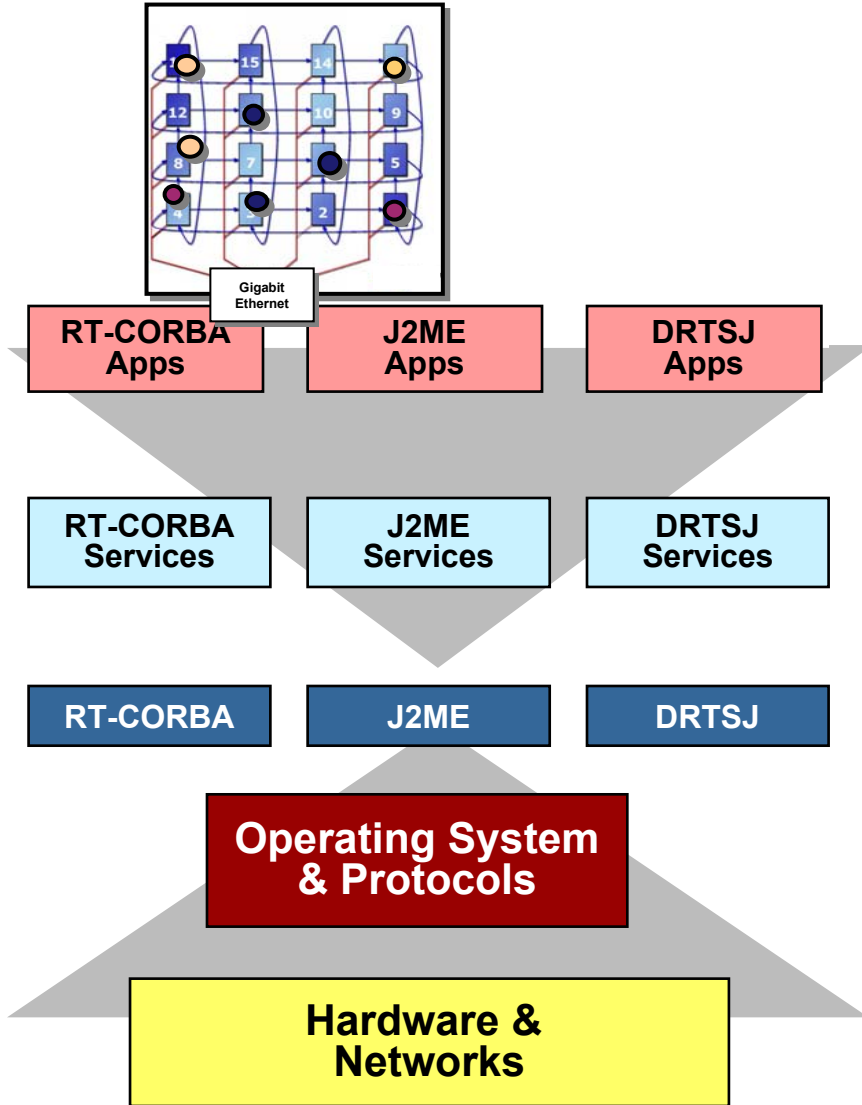 15
14
12
10
9
8
7
5
4
3
2
Gigabit
Ethernet
RT-CORBA
Apps
J2ME
Apps
DRTSJ
Apps
RT-CORBA
Services
J2ME
Services
DRTSJ
Services
RT-CORBA
J2ME
DRTSJ
Operating System
& Protocols
Hardware &
Networks